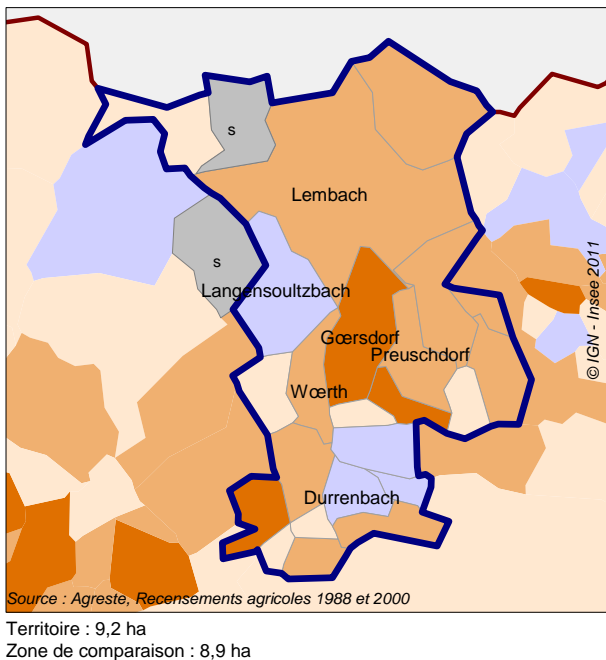 s
Lembach
s
Langensoultzbach
Gœrsdorf
Preuschdorf
Wœrth
Durrenbach
© IGN - Insee 2011
Source : Agreste, Recensements agricoles 1988 et 2000
Territoire : 9,2 ha
Zone de comparaison : 8,9 ha